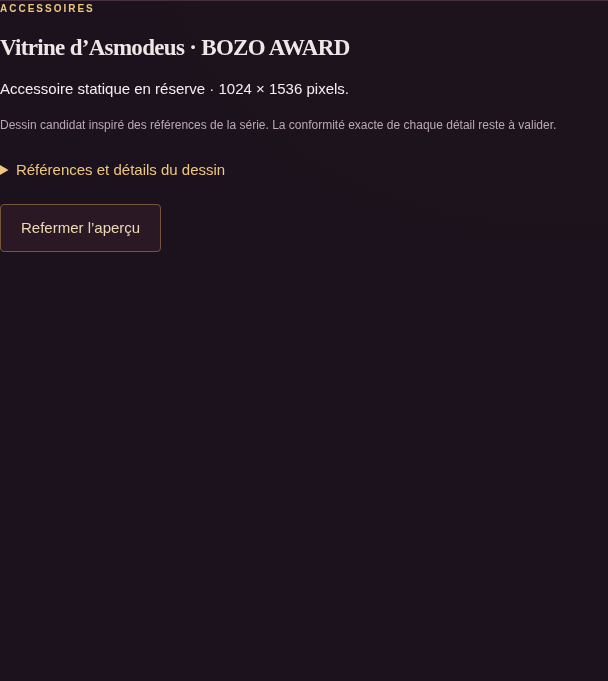 ACCESSOIRES
Vitrine d’Asmodeus · BOZO AWARD
Accessoire statique en réserve · 1024 × 1536 pixels.
Dessin candidat inspiré des références de la série. La conformité exacte de chaque détail reste à valider.
Références et détails du dessin
Refermer l’aperçu